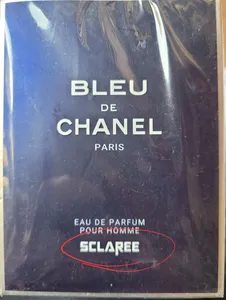 BLEU
DE
CHANEL
PARIS
EAU DE PARFUM
POUR HOMME
SCLAREE